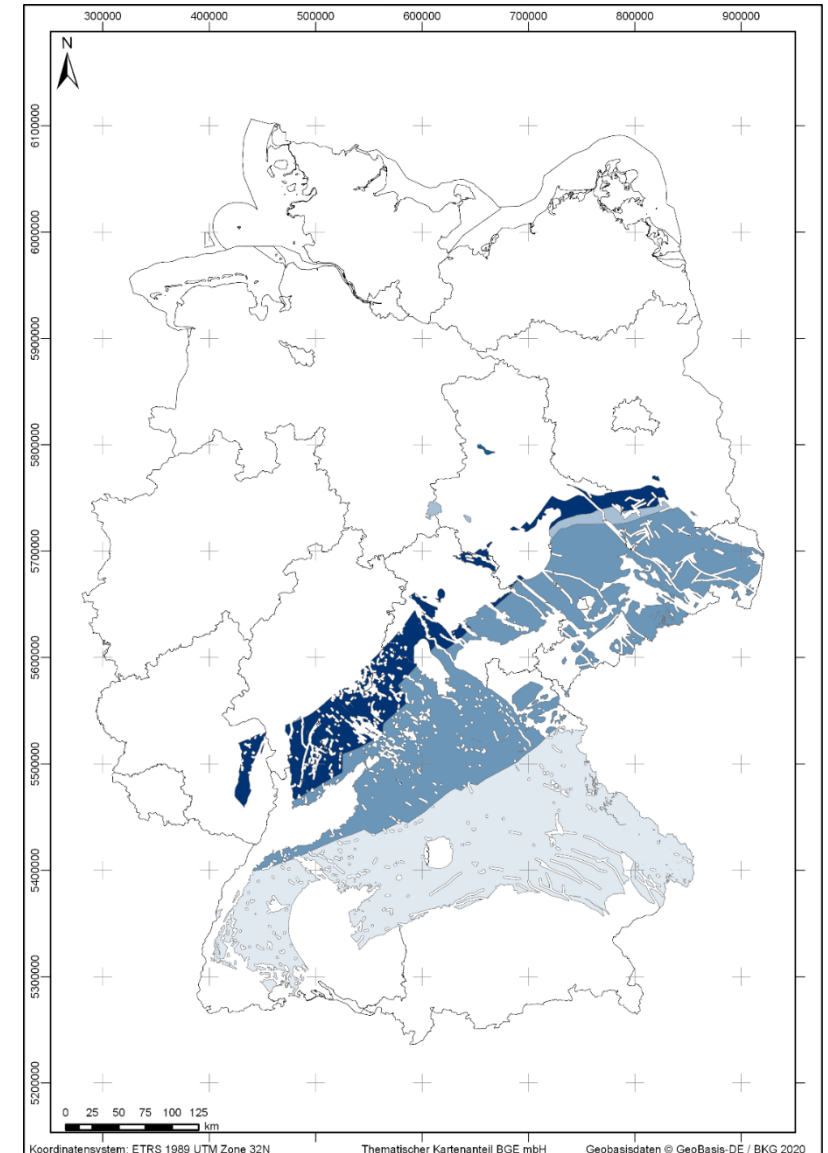 300000 400000 500000 600000 700000 800000 900000
N
6100000
6000000
5900000
5800000
5700000
5600000
5500000
5400000
5300000
5200000
0 25 50 75 100 125
km
Koordinatensystem: ETRS 1989 UTM Zone 32N Thematischer Kartenanteil BGE mbH Geobasisdaten © GeoBasis-DE / BKG 2020